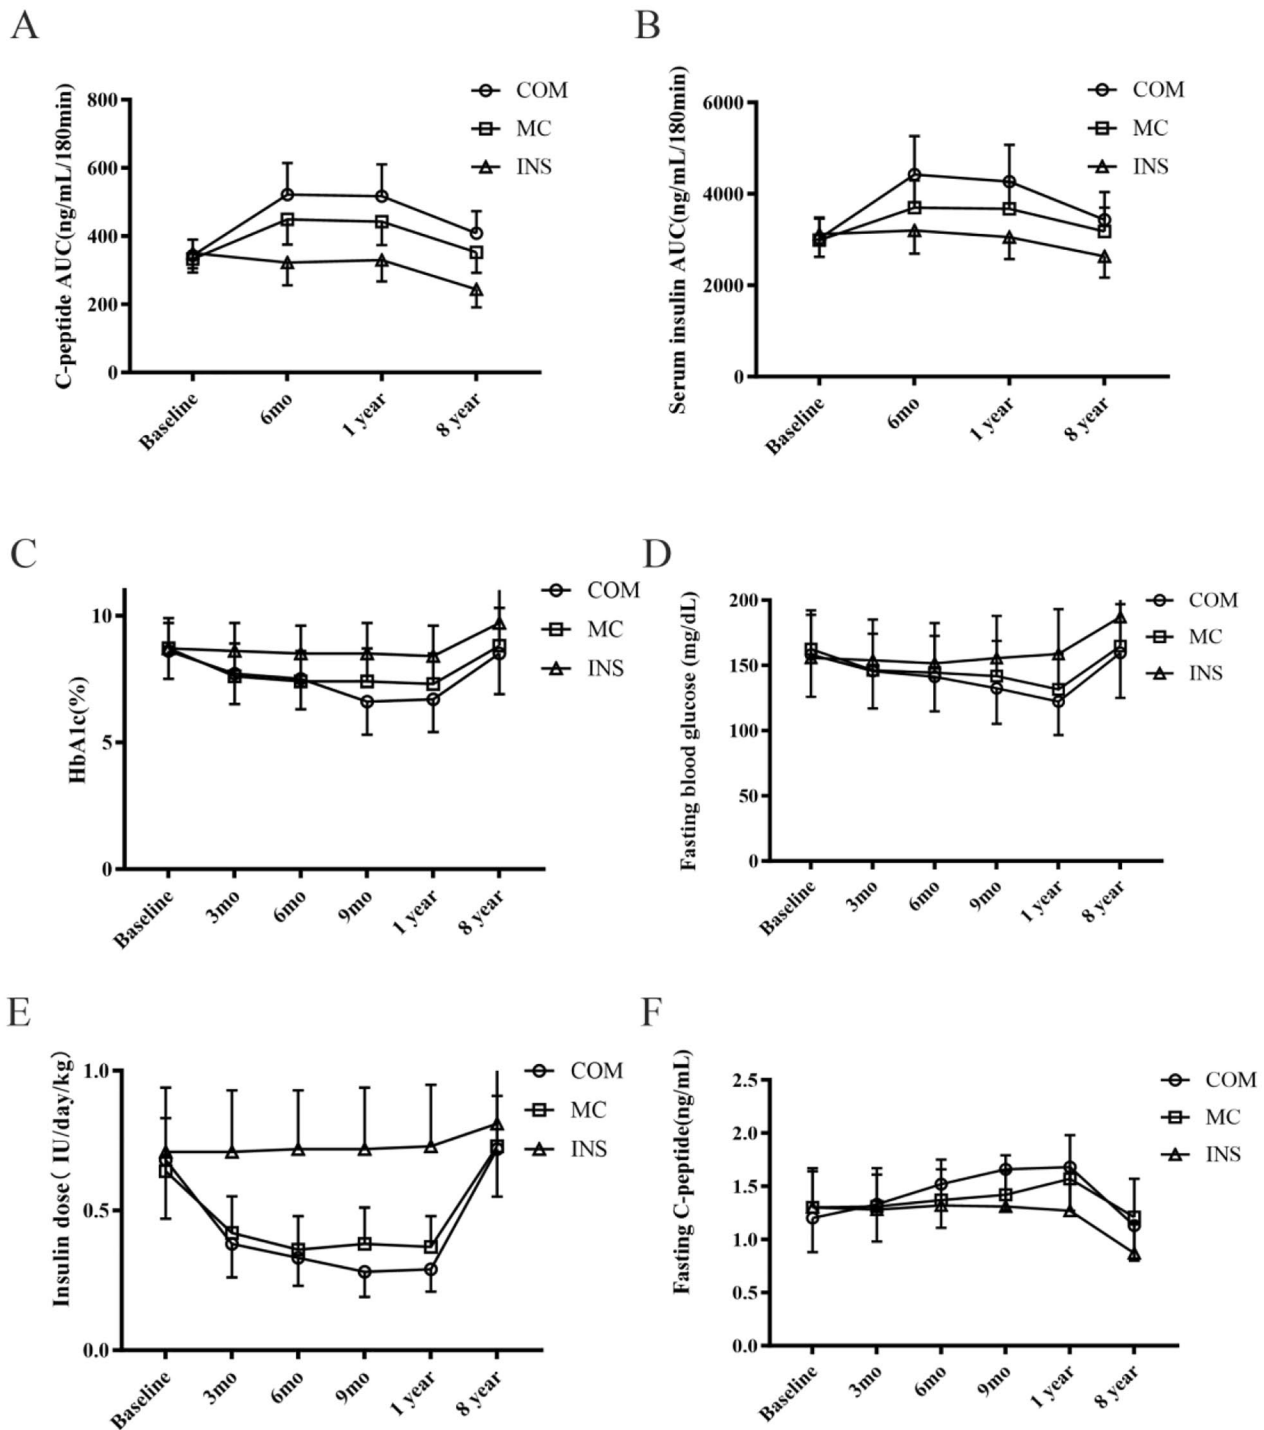 A
C-peptide AUC(ng/mL/180min)
800
600
400
200
0
Baseline
6mo
1 year
8 year
COM
MC
INS
B
Serum insulin AUC(ng/mL/180min)
6000
4000
2000
0
Baseline
6mo
1 year
8 year
COM
MC
INS
C
HbA1c(%)
10
5
0
Baseline
3mo
6mo
9mo
1 year
8 year
COM
MC
INS
D
Fasting blood glucose (mg/dL)
200
150
100
50
0
Baseline
3mo
6mo
9mo
1 year
8 year
COM
MC
INS
E
Insulin dose( IU/day/kg)
1.0
0.5
0.0
Baseline
3mo
6mo
9mo
1 year
8 year
COM
MC
INS
F
Fasting C-peptide(ng/mL)
2.5
2.0
1.5
1.0
0.5
0.0
Baseline
3mo
6mo
9mo
1 year
8 year
COM
MC
INS